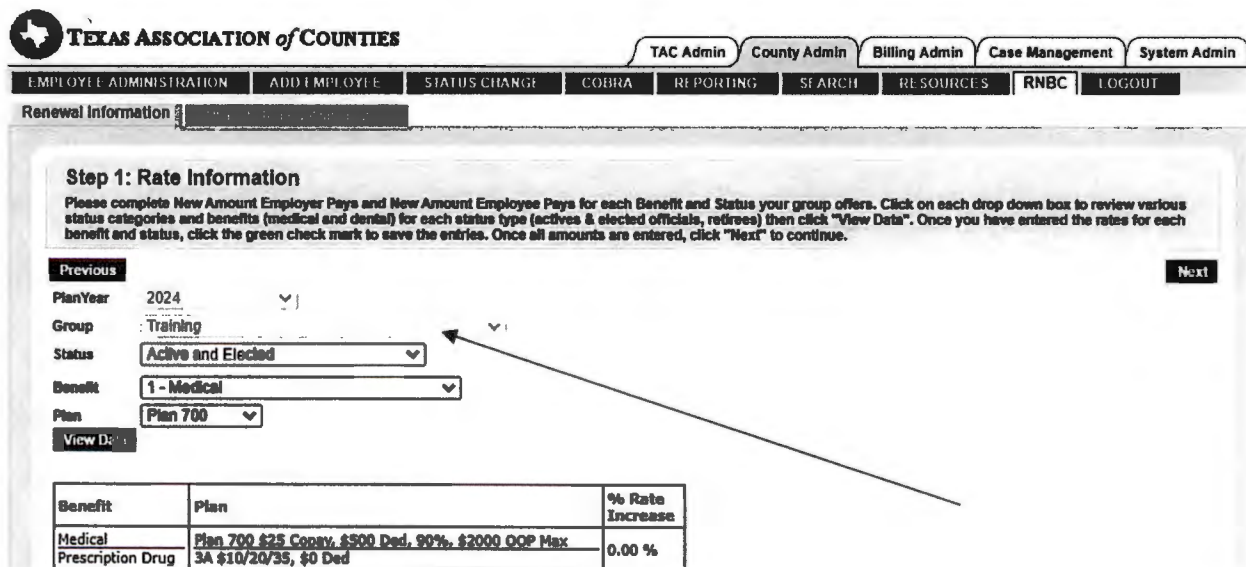 TEXAS ASSOCIATION of COUNTIES
TAC Admin County Admin Billing Admin Case Management System Admin
EMPLOYEE ADMINISTRATION ADD EMPLOYEE STATUS CHANGE COBRA REPORTING SEARCH RESOURCES RNBC LOGOUT
Renewal Information
Step 1: Rate Information
Please complete New Amount Employer Pays and New Amount Employee Pays for each Benefit and Status your group offers. Click on each drop down box to review various
status categories and benefits (medical and dental) for each status type (actives & elected officials, retirees) then click "View Data". Once you have entered the rates for each
benefit and status, click the green check mark to save the entries. Once all amounts are entered, click "Next" to continue.
Previous Next
PlanYear 2024
Group Training
Status Active and Elected
Benefit 1 - Medical
Plan Plan 700
View
Benefit Plan % Rate Increase
Medical Plan 700 $25 Copay, $500 Ded, 90%, $2000 OOP Max 0.00 %
Prescription Drug 3A $10/20/35, $0 Ded